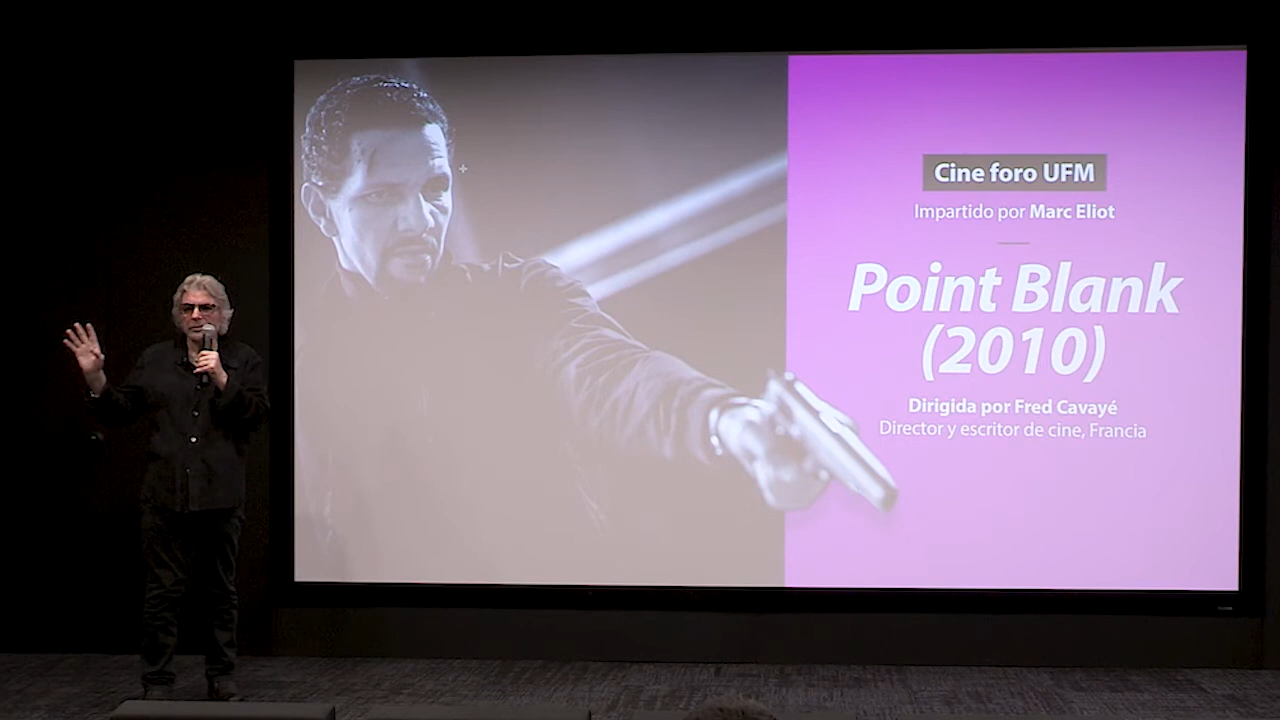 Cine foro UFM
Impartido por Marc Eliot
Point Blank
(2010)
Dirigida por Fred Cavayé
Director y escritor de cine, Francia